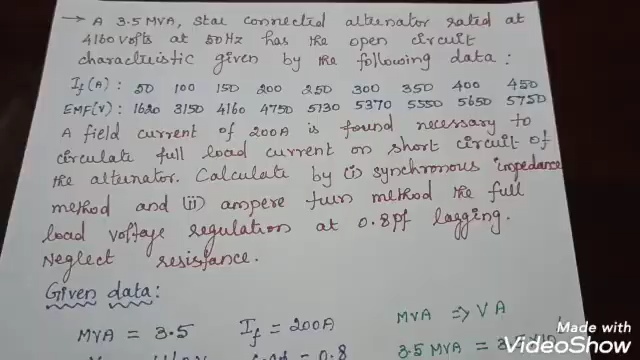 → A 3.5 MVA, star connected alternator rated at
4160 volts at 50 Hz has the open circuit
characteristic given by the following data:
If(A): 50 100 150 200 250 300 350 400 450
EMF(V): 1620 3150 4160 4750 5130 5370 5550 5650 5750
A field current of 200A is found necessary to
circulate full load current on short circuit of
the alternator. Calculate by (i) synchronous impedance
method and (ii) ampere turn method the full
load voltage regulation at 0.8 pf lagging.
Neglect resistance.
Given data:
MVA = 3.5 If = 200A MVA => VA
3.5 MVA =
Made with
VideoShow